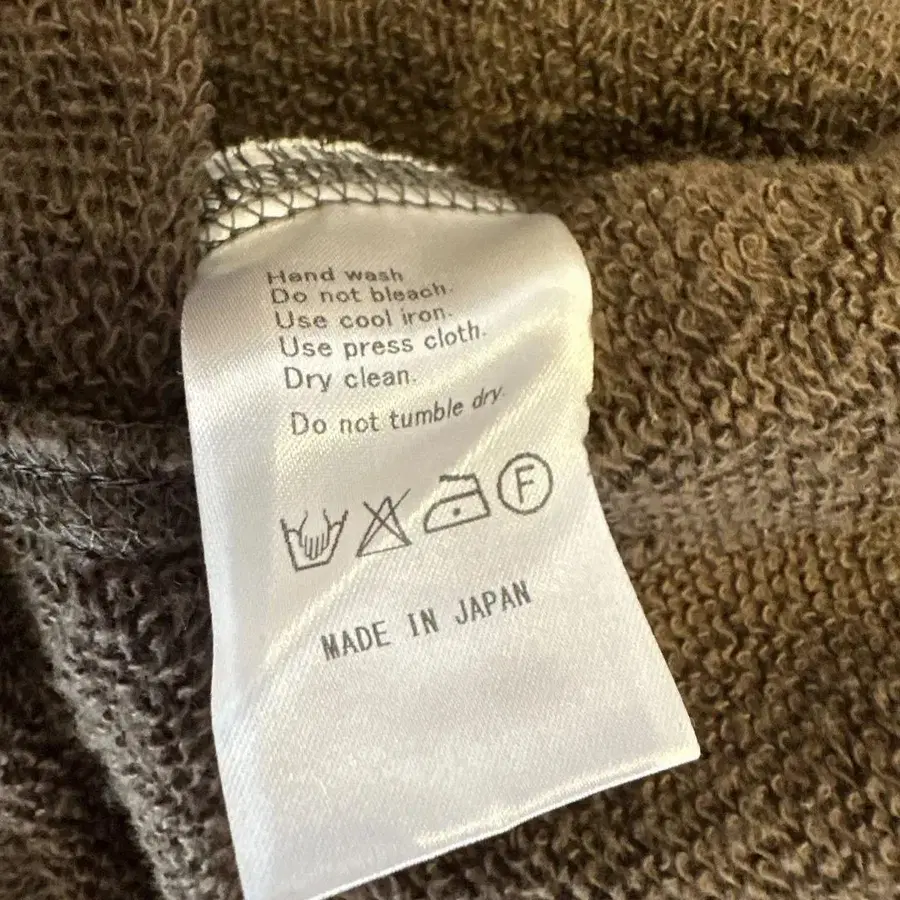 Hand wash
Do not bleach.
Use cool iron.
Use press cloth.
Dry clean.
Do not tumble dry.
F
MADE IN JAPAN